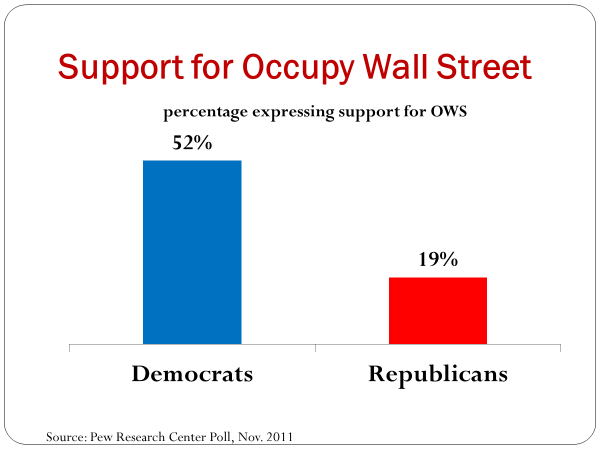 Support for Occupy Wall Street
percentage expressing support for OWS
52%
19%
Democrats
Republicans
Source: Pew Research Center Poll, Nov. 2011